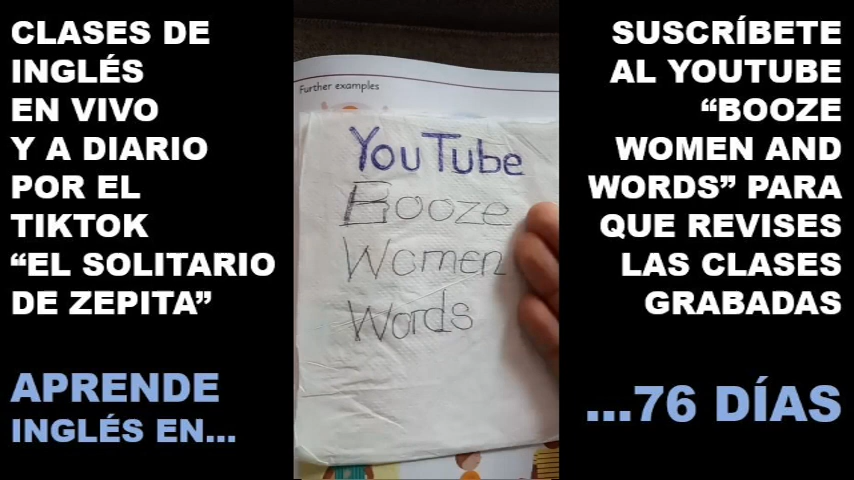 CLASES DE
INGLÉS
EN VIVO
Y A DIARIO
POR EL
TIKTOK
“EL SOLITARIO
DE ZEPITA”
APRENDE
INGLÉS EN...
Further examples
YouTube
Booze
Women
Words
SUSCRÍBETE
AL YOUTUBE
“BOOZE
WOMEN AND
WORDS” PARA
QUE REVISES
LAS CLASES
GRABADAS
...76 DÍAS